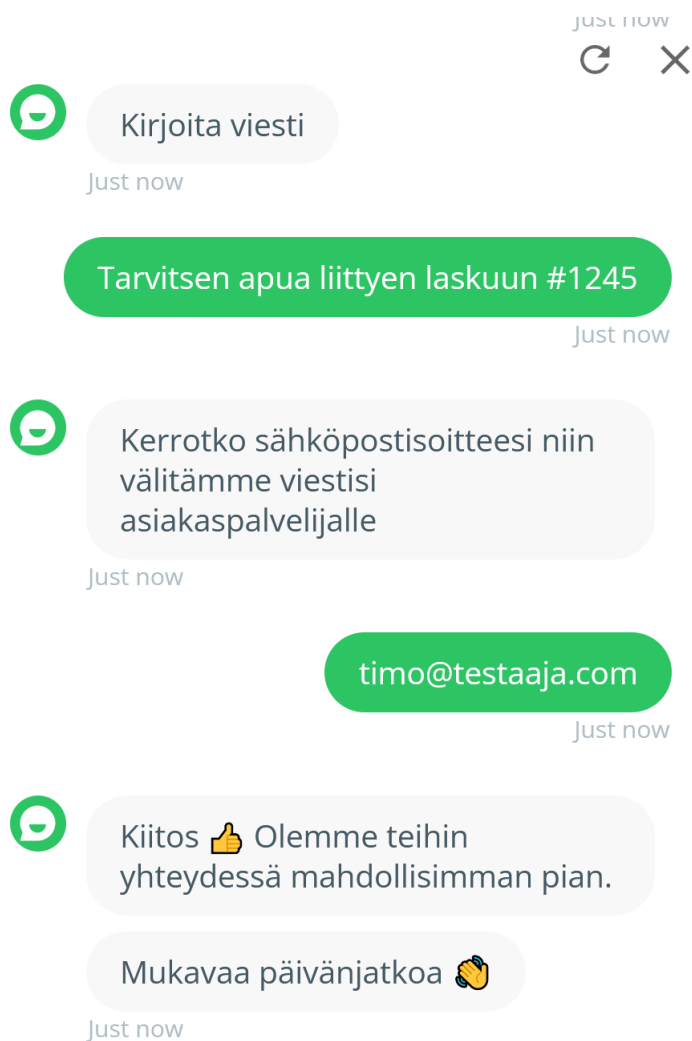 Just now
Kirjoita viesti
Just now
Tarvitsen apua liittyen laskuun #1245
Just now
Kerrotko sähköpostisoitteesi niin
välitämme viestisi
asiakaspalvelijalle
Just now
timo@testaaja.com
Just now
Kiitos 👍 Olemme teihin
yhteydessä mahdollisimman pian.
Mukavaa päivänjatkoa 👋
Just now